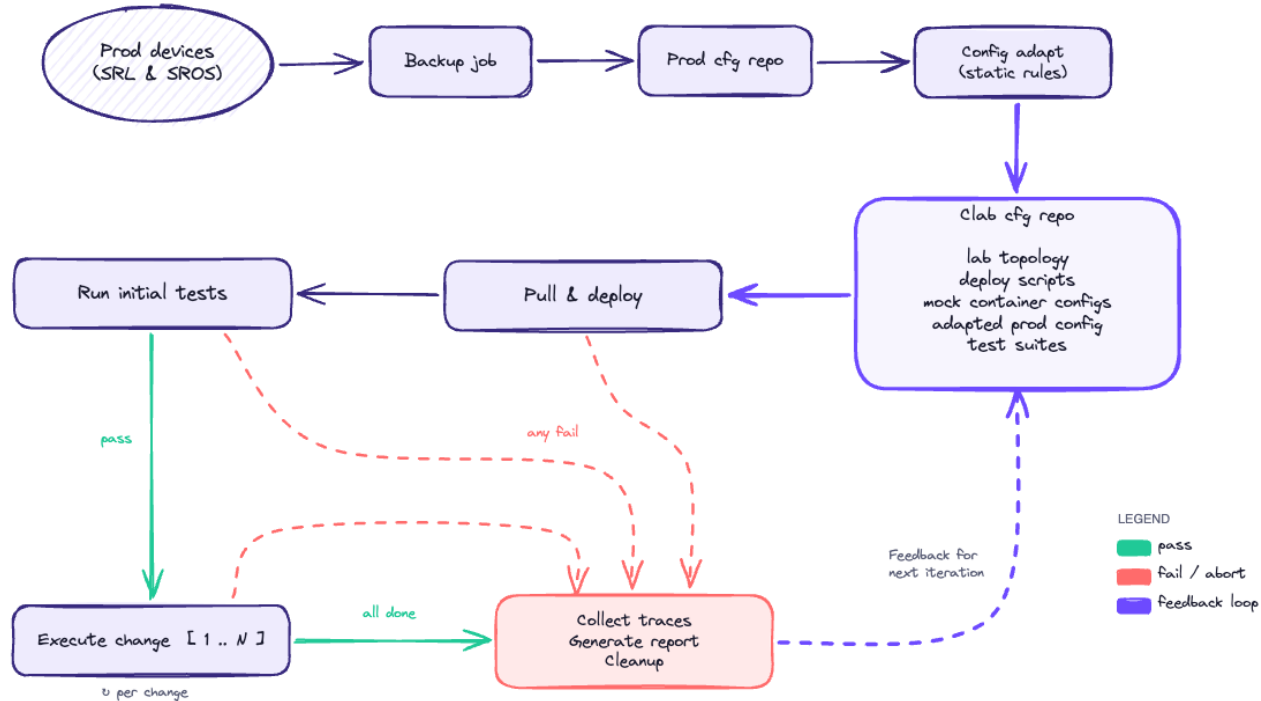 Prod devices
(SRL & SROS)
Backup job
Prod cfg repo
Config adapt
(static rules)
Clab cfg repo
lab topology
deploy scripts
mock container configs
adapted prod config
test suites
Pull & deploy
Run initial tests
pass
any fail
Execute change [ 1 .. N ]
↻ per change
all done
Collect traces
Generate report
Cleanup
Feedback for
next iteration
LEGEND
pass
fail / abort
feedback loop